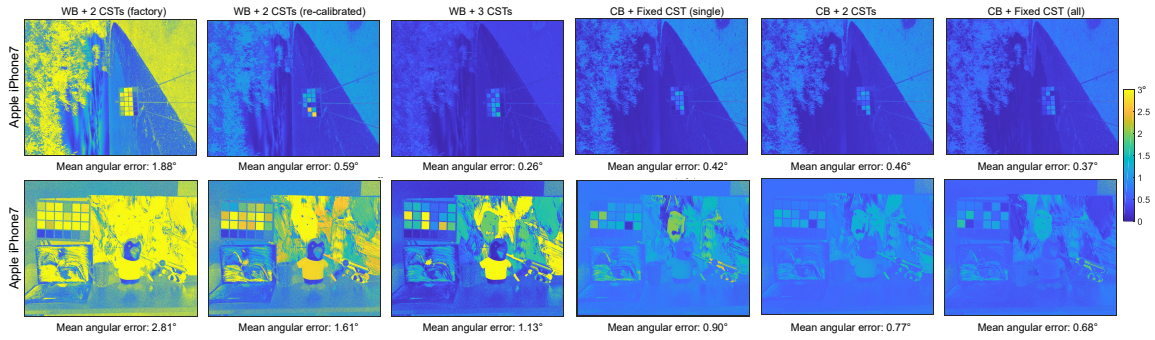 WB + 2 CSTs (factory)
WB + 2 CSTs (re-calibrated)
WB + 3 CSTs
CB + Fixed CST (single)
CB + 2 CSTs
CB + Fixed CST (all)
Apple iPhone7
3°
2.5
2
1.5
1
0.5
0
Mean angular error: 1.88°
Mean angular error: 0.59°
Mean angular error: 0.26°
Mean angular error: 0.42°
Mean angular error: 0.46°
Mean angular error: 0.37°
Apple iPhone7
Mean angular error: 2.81°
Mean angular error: 1.61°
Mean angular error: 1.13°
Mean angular error: 0.90°
Mean angular error: 0.77°
Mean angular error: 0.68°